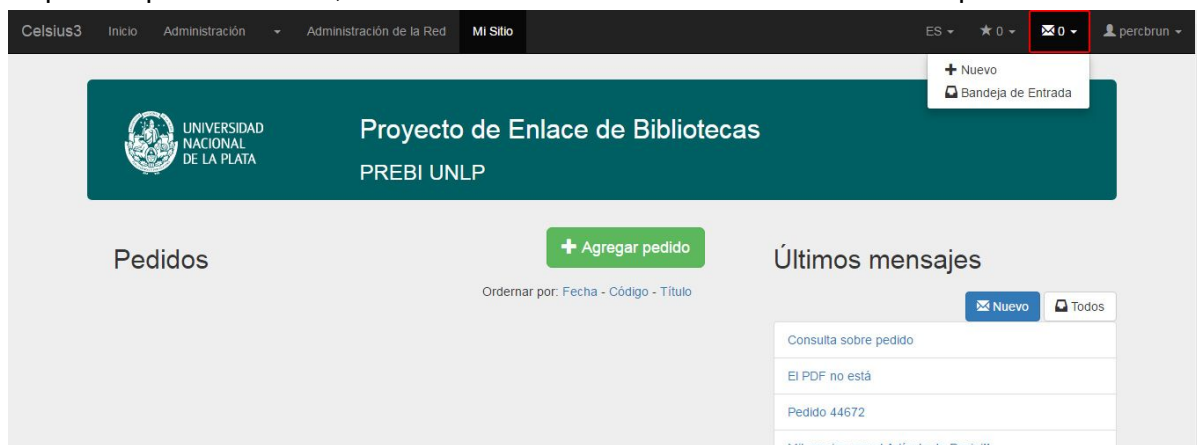 Celsius3 Inicio Administración Administración de la Red Mi Sitio ES 0 0 percbrun
Nuevo
Bandeja de Entrada
UNIVERSIDAD
NACIONAL
DE LA PLATA
Proyecto de Enlace de Bibliotecas
PREBI UNLP
Pedidos
Agregar pedido
Ordernar por: Fecha - Código - Título
Últimos mensajes
Nuevo Todos
Consulta sobre pedido
El PDF no está
Pedido 44672